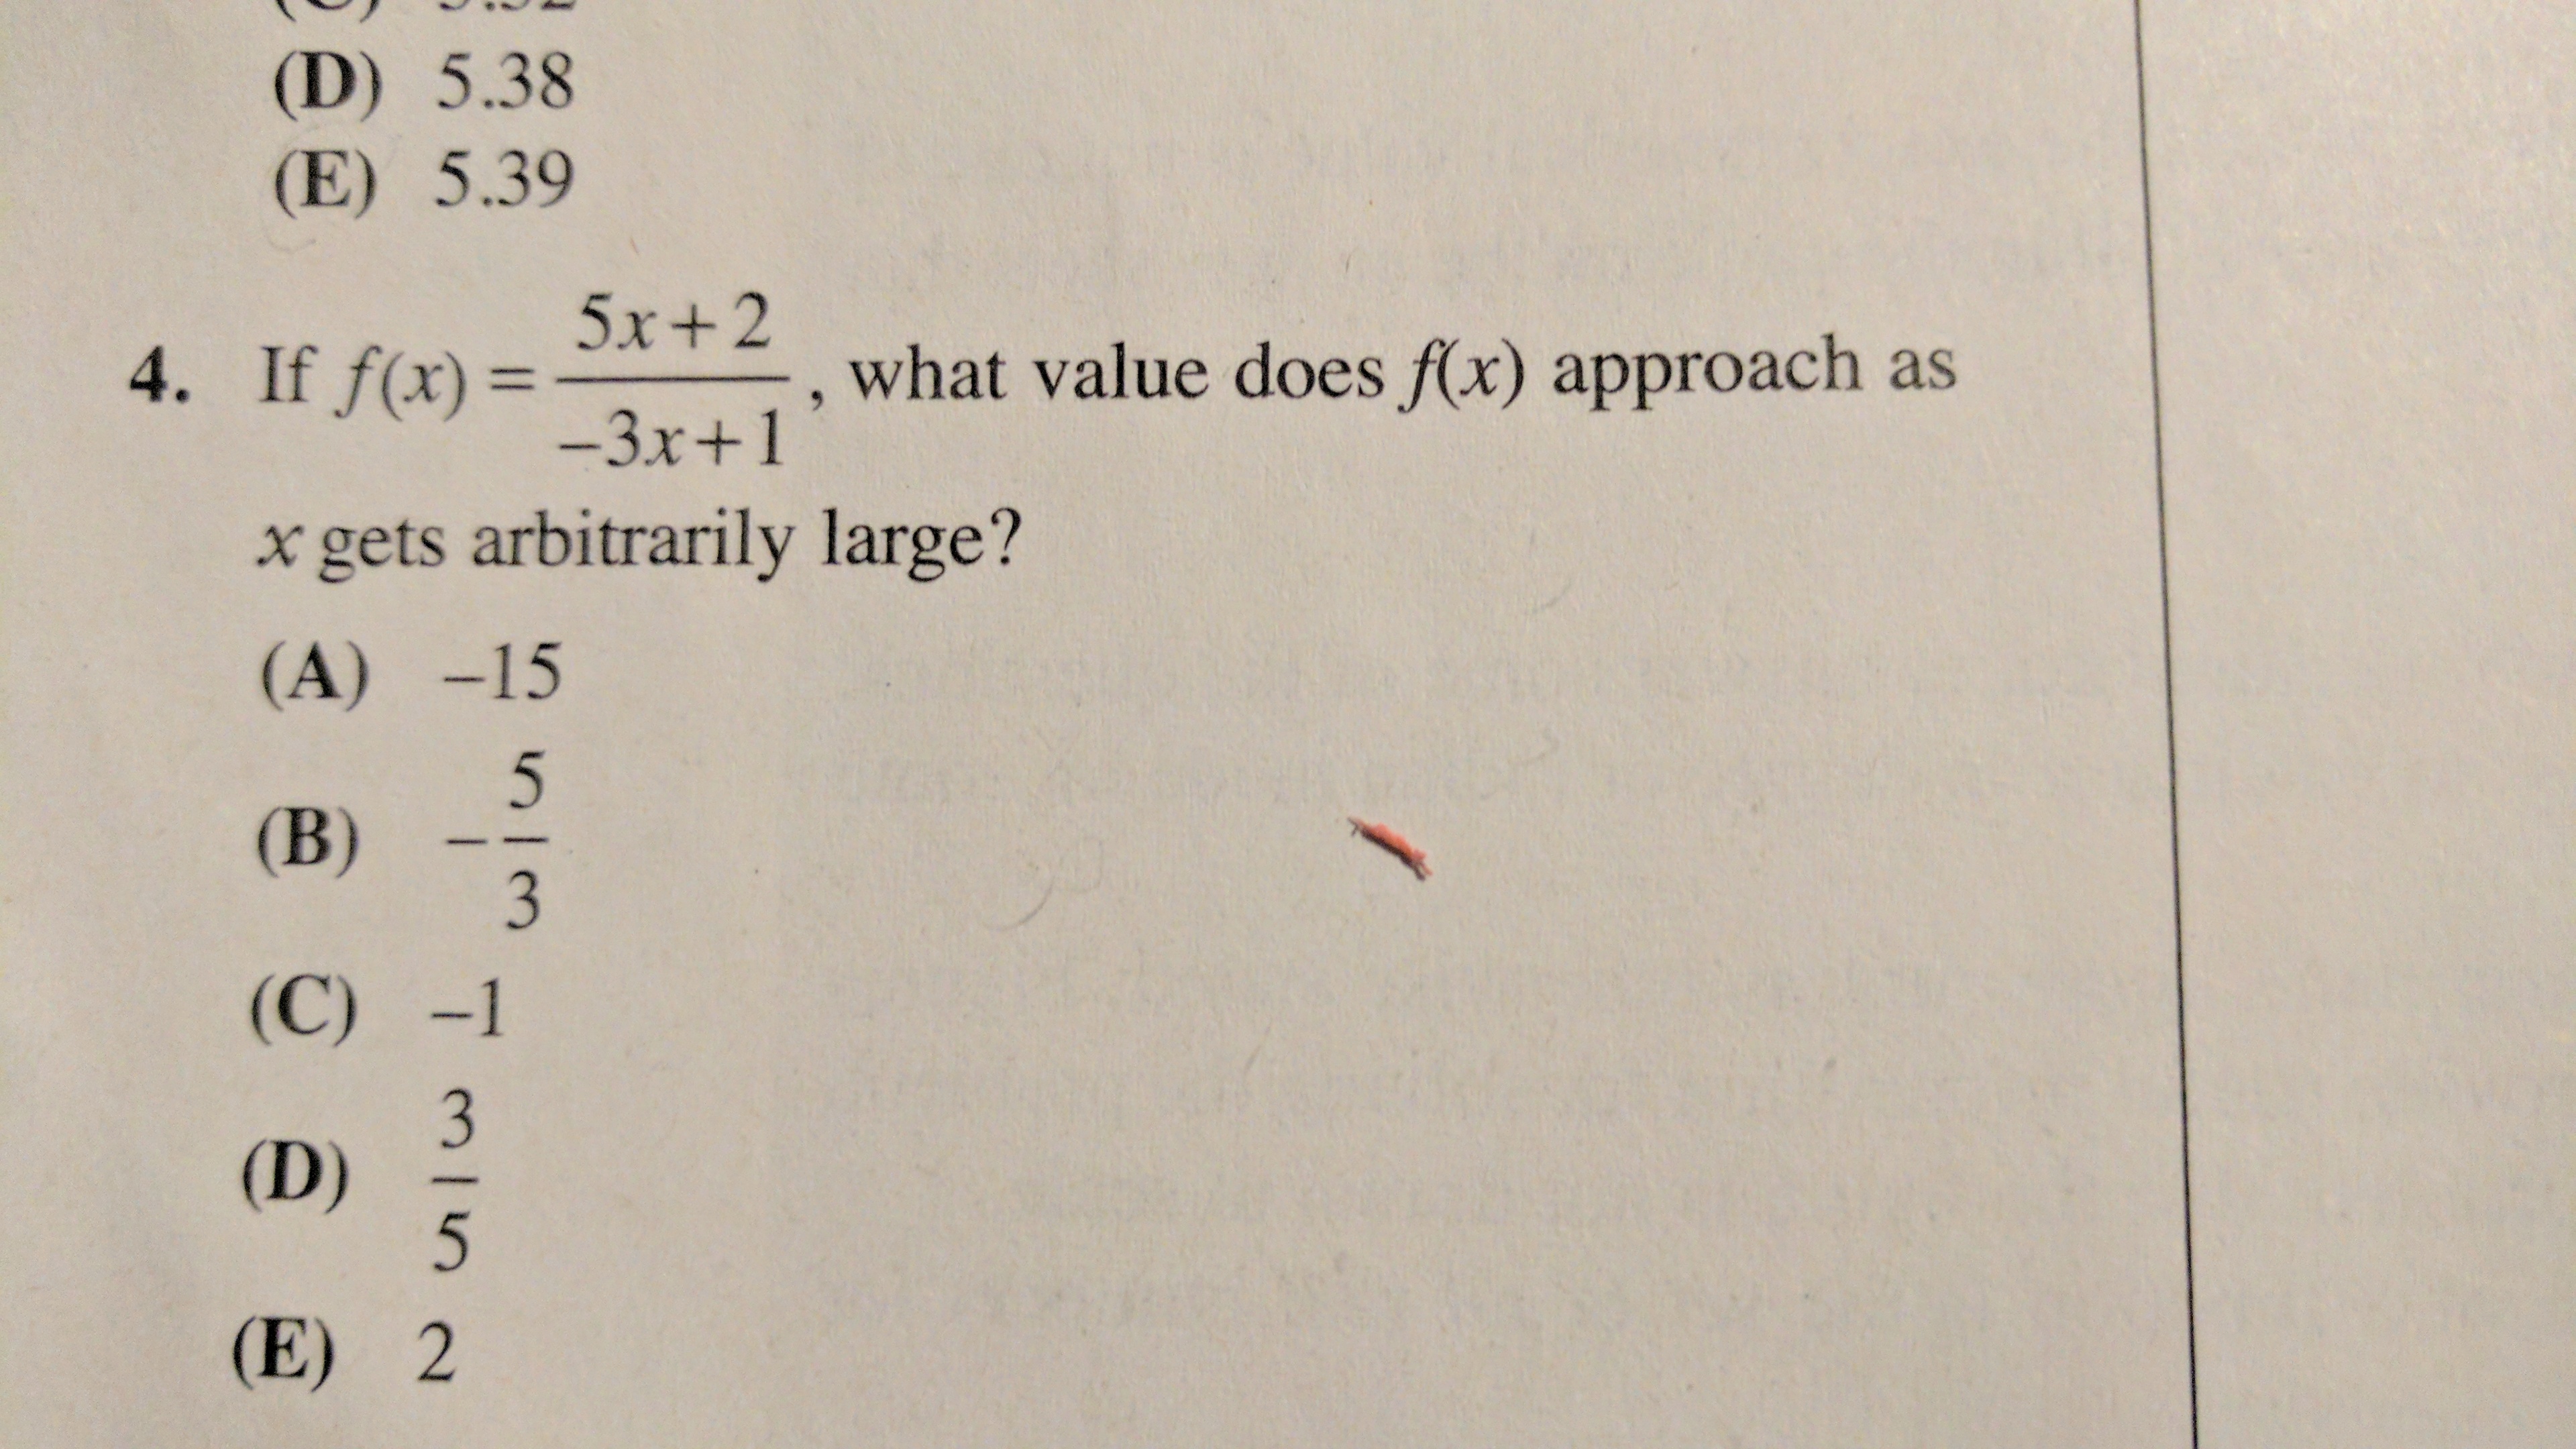 (D) 5.38
(E) 5.39
4. If f(x) = \frac{5x+2}{-3x+1}, what value does f(x) approach as
x gets arbitrarily large?
(A) –15
(B) -\frac{5}{3}
(C) –1
(D) \frac{3}{5}
(E) 2